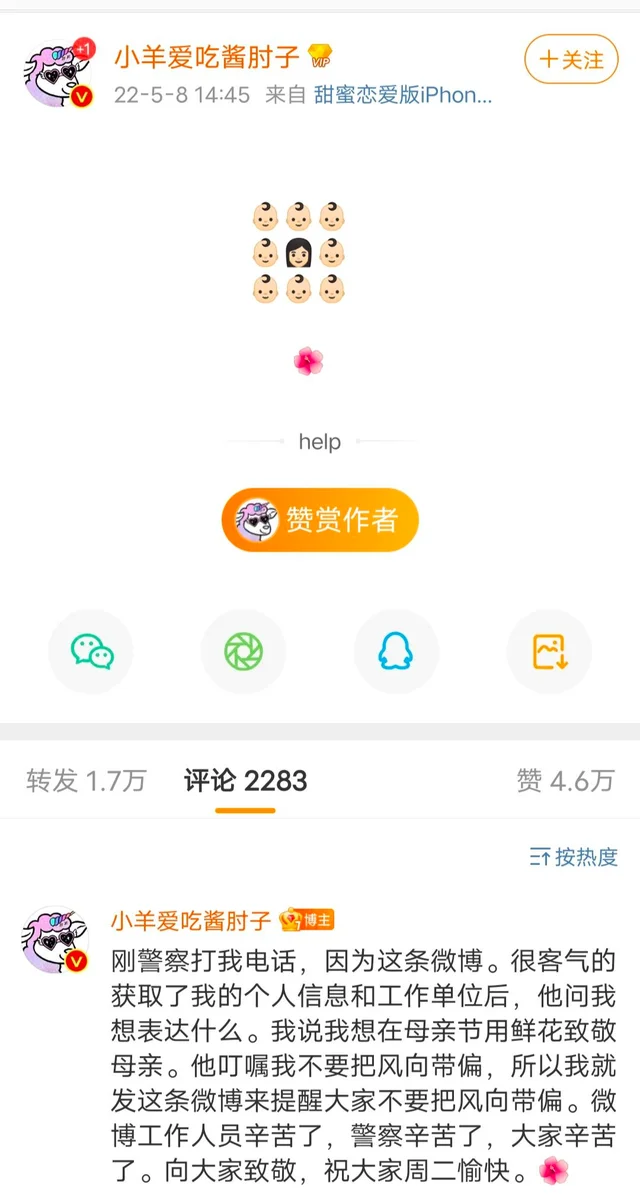 小羊爱吃酱肘子 VIP
+1
+关注
22-5-8 14:45 来自 甜蜜恋爱版iPhon...
help
赞赏作者
转发 1.7万 评论 2283 赞 4.6万
按热度
小羊爱吃酱肘子 博主
刚警察打我电话，因为这条微博。很客气的
获取了我的个人信息和工作单位后，他问我
想表达什么。我说我想在母亲节用鲜花致敬
母亲。他叮嘱我不要把风向带偏，所以我就
发这条微博来提醒大家不要把风向带偏。微
博工作人员辛苦了，警察辛苦了，大家辛苦
了。向大家致敬，祝大家周二愉快。